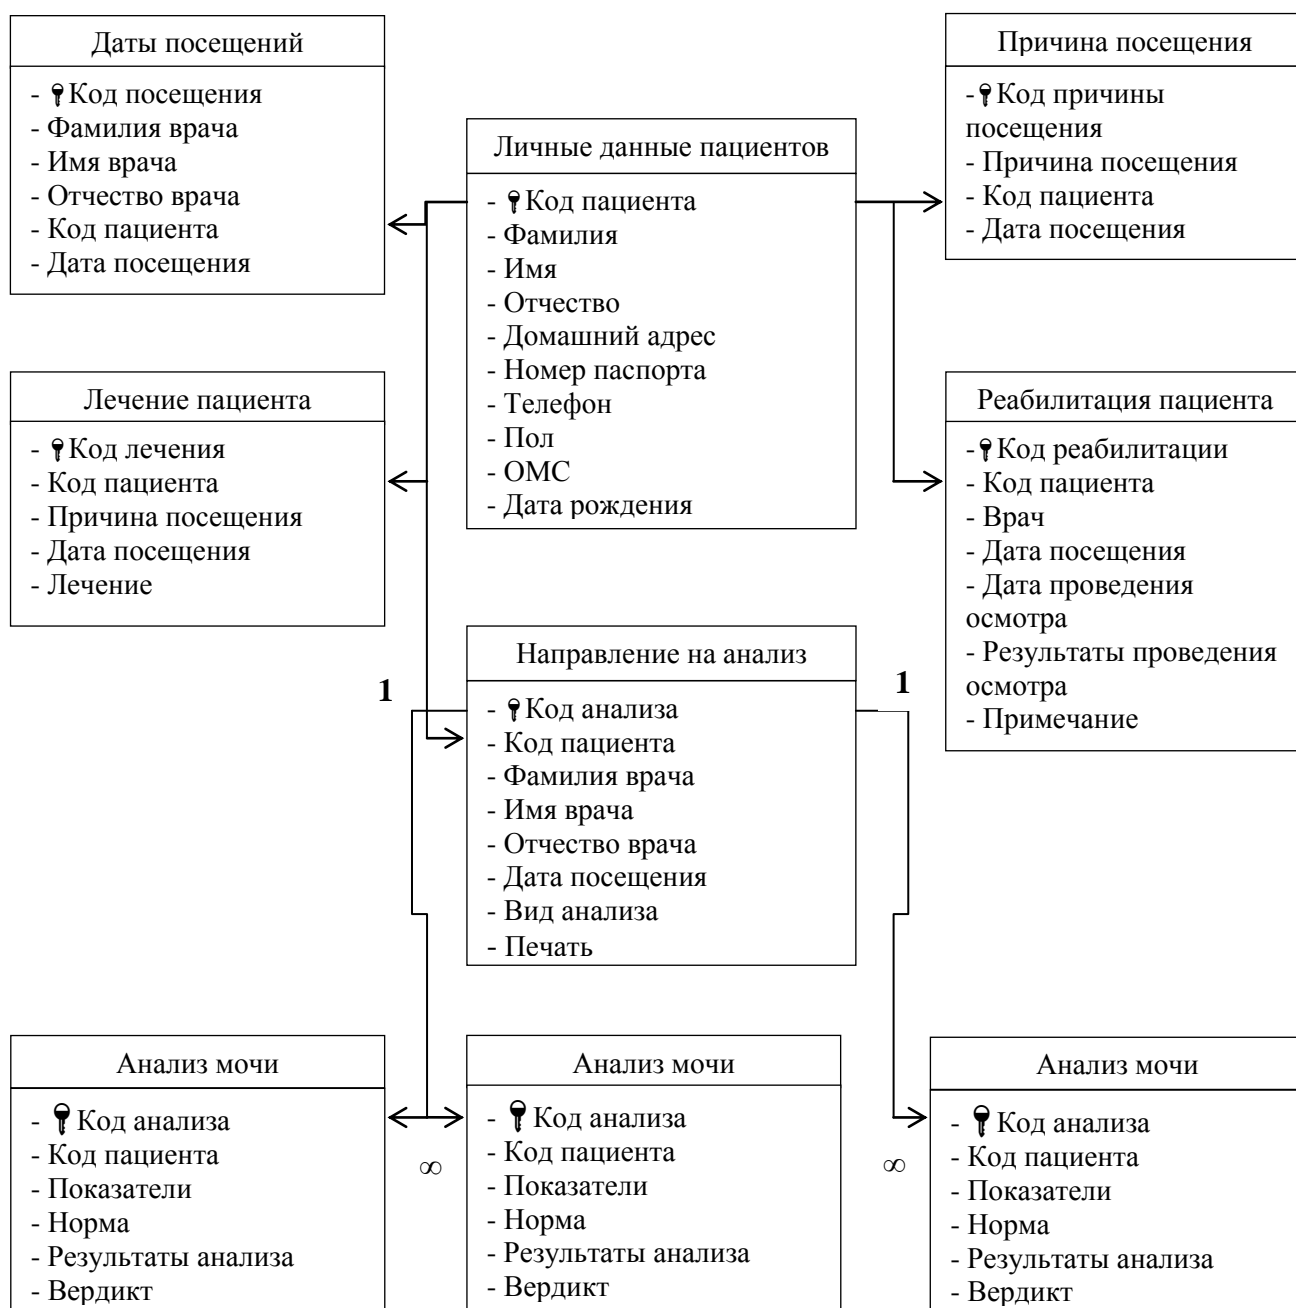 Даты посещений
- Код посещения
- Фамилия врача
- Имя врача
- Отчество врача
- Код пациента
- Дата посещения
Личные данные пациентов
- Код пациента
- Фамилия
- Имя
- Отчество
- Домашний адрес
- Номер паспорта
- Телефон
- Пол
- ОМС
- Дата рождения
Причина посещения
- Код причины
посещения
- Причина посещения
- Код пациента
- Дата посещения
Лечение пациента
- Код лечения
- Код пациента
- Причина посещения
- Дата посещения
- Лечение
Реабилитация пациента
- Код реабилитации
- Код пациента
- Врач
- Дата посещения
- Дата проведения
осмотра
- Результаты проведения
осмотра
- Примечание
1
Направление на анализ
- Код анализа
- Код пациента
- Фамилия врача
- Имя врача
- Отчество врача
- Дата посещения
- Вид анализа
- Печать
1
Анализ мочи
- Код анализа
- Код пациента
- Показатели
- Норма
- Результаты анализа
- Вердикт
∞
Анализ мочи
- Код анализа
- Код пациента
- Показатели
- Норма
- Результаты анализа
- Вердикт
∞
Анализ мочи
- Код анализа
- Код пациента
- Показатели
- Норма
- Результаты анализа
- Вердикт